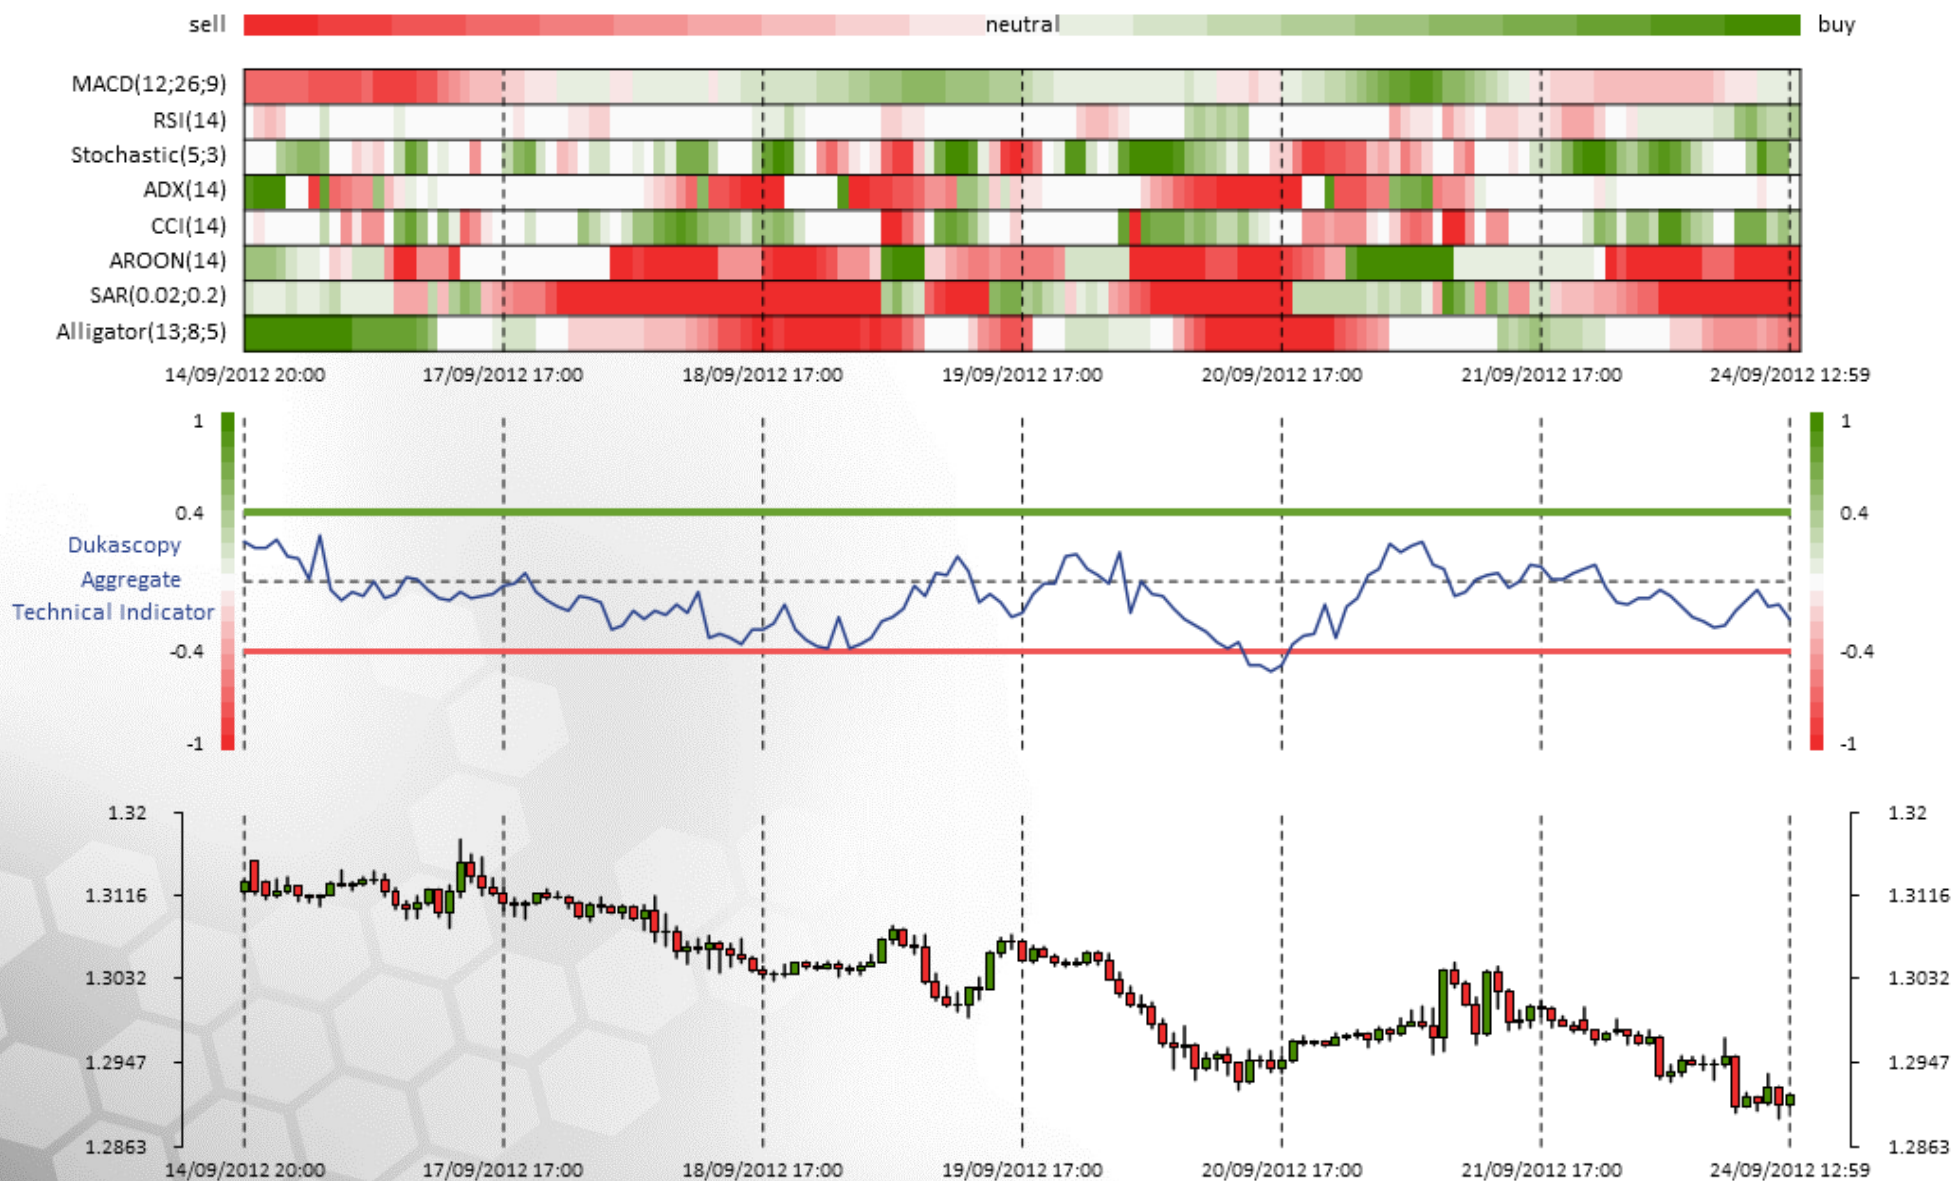 sell neutral buy
MACD(12;26;9)
RSI(14)
Stochastic(5;3)
ADX(14)
CCI(14)
AROON(14)
SAR(0.02;0.2)
Alligator(13;8;5)
14/09/2012 20:00 17/09/2012 17:00 18/09/2012 17:00 19/09/2012 17:00 20/09/2012 17:00 21/09/2012 17:00 24/09/2012 12:59
1 1
0.4 0.4
Dukascopy
Aggregate
Technical Indicator
-0.4 -0.4
-1 -1
1.32 1.32
1.3116 1.3116
1.3032 1.3032
1.2947 1.2947
1.2863 1.2863
14/09/2012 20:00 17/09/2012 17:00 18/09/2012 17:00 19/09/2012 17:00 20/09/2012 17:00 21/09/2012 17:00 24/09/2012 12:59